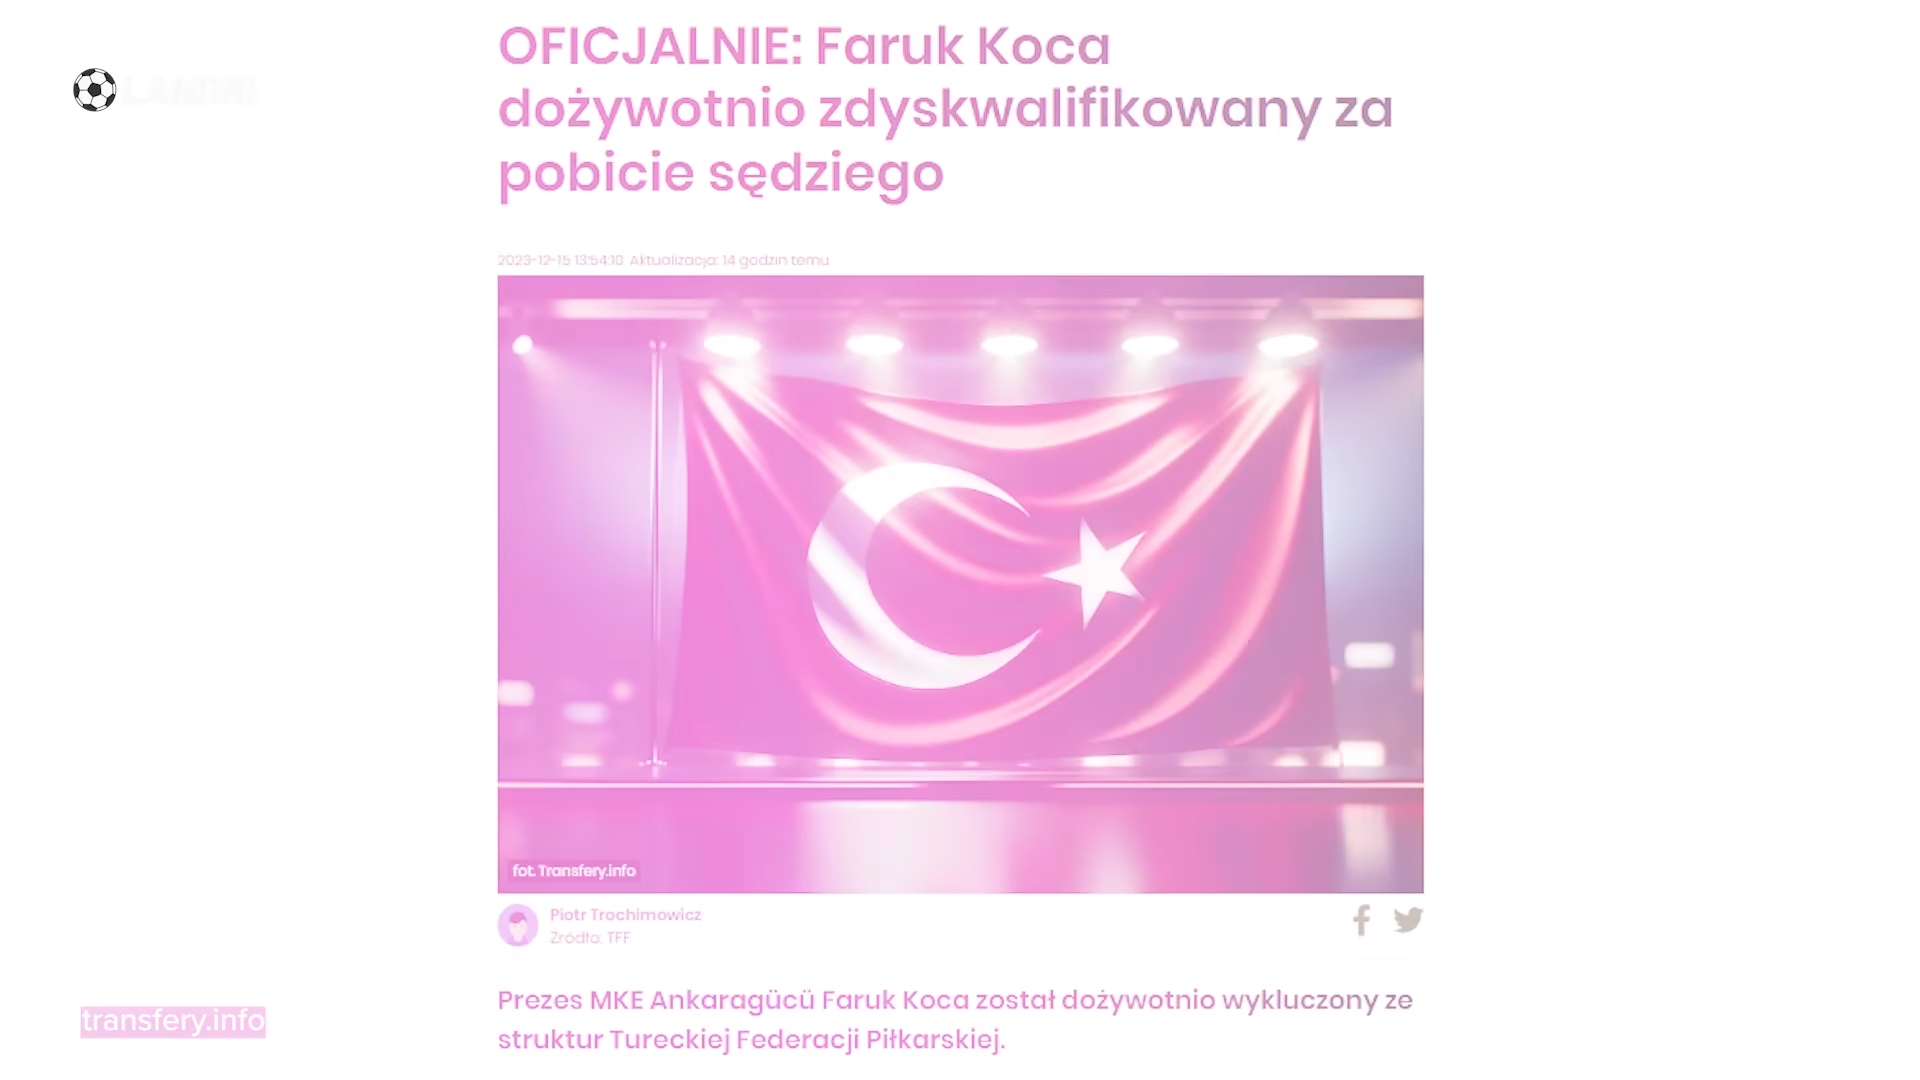 OFICJALNIE: Faruk Koca
dożywotnio zdyskwalifikowany za
pobicie sędziego
2023-12-15 13:54:10 Aktualizacja: 14 godzin temu
fot. Transfery.info
Piotr Trochimowicz
Źródło: TFF
Prezes MKE Ankaragücü Faruk Koca został dożywotnio wykluczony ze
struktur Tureckiej Federacji Piłkarskiej.
transfery.info